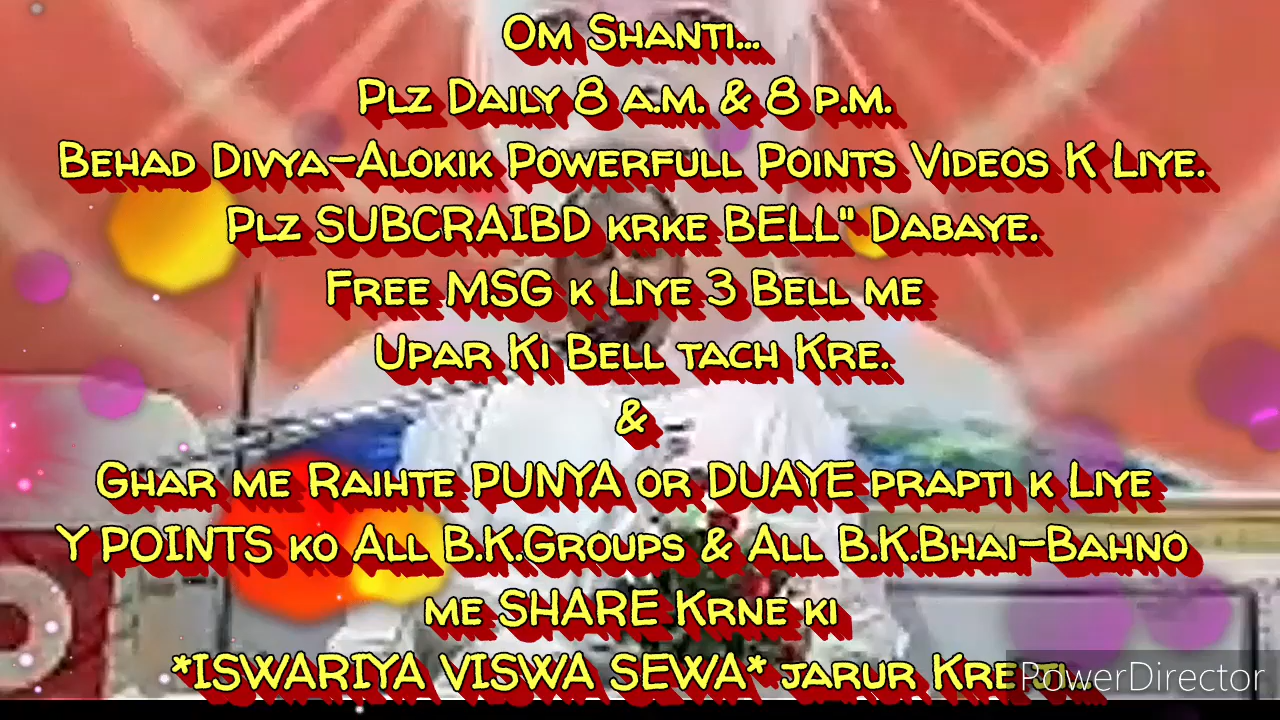 Om Shanti...
Plz Daily 8 a.m. & 8 p.m.
Behad Divya-Alokik Powerfull Points Videos K Liye.
Plz SUBCRAIBD krke BELL" Dabaye.
Free MSG k Liye 3 Bell me
Upar Ki Bell tach Kre.
&
Ghar me Raihte PUNYA or DUAYE prapti k Liye
Y POINTS ko All B.K.Groups & All B.K.Bhai-Bahno
me SHARE Krne ki
*ISWARIYA VISWA SEWA* jarur Kre
PowerDirector